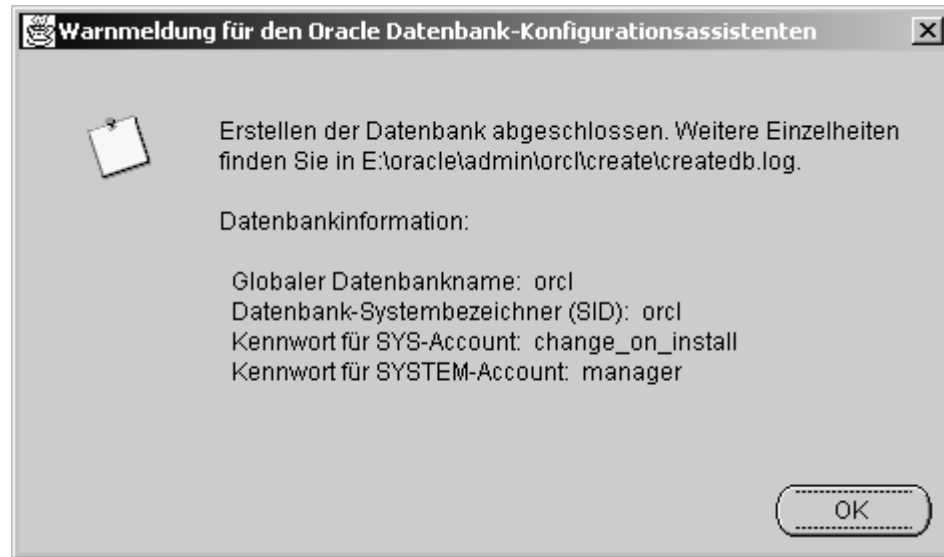 Warnmeldung für den Oracle Datenbank-Konfigurationsassistenten
Erstellen der Datenbank abgeschlossen. Weitere Einzelheiten
finden Sie in E:\oracle\admin\orcl\create\createdb.log.
Datenbankinformation:
Globaler Datenbankname: orcl
Datenbank-Systembezeichner (SID): orcl
Kennwort für SYS-Account: change_on_install
Kennwort für SYSTEM-Account: manager
OK